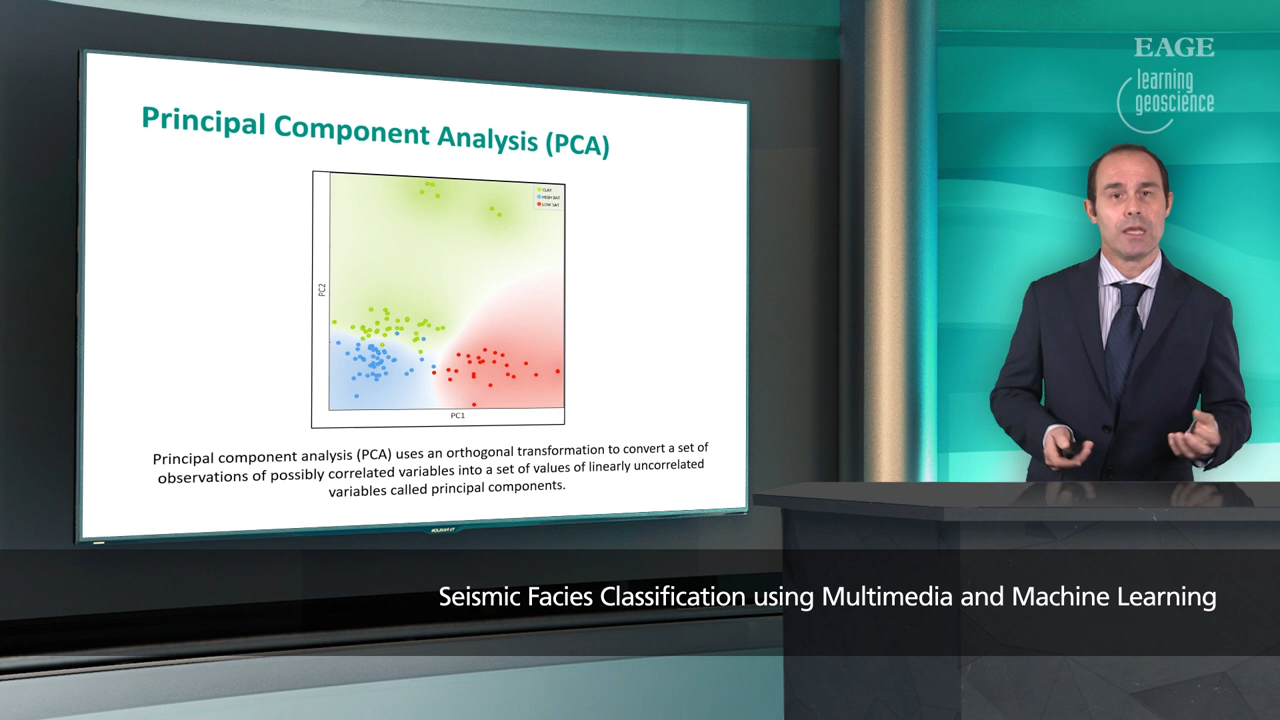 EAGE
learning
geoscience
Principal Component Analysis (PCA)
CLAY
HIGH SAT
LOW SAT
PC2
PC1
Principal component analysis (PCA) uses an orthogonal transformation to convert a set of
observations of possibly correlated variables into a set of values of linearly uncorrelated
variables called principal components.
Seismic Facies Classification using Multimedia and Machine Learning